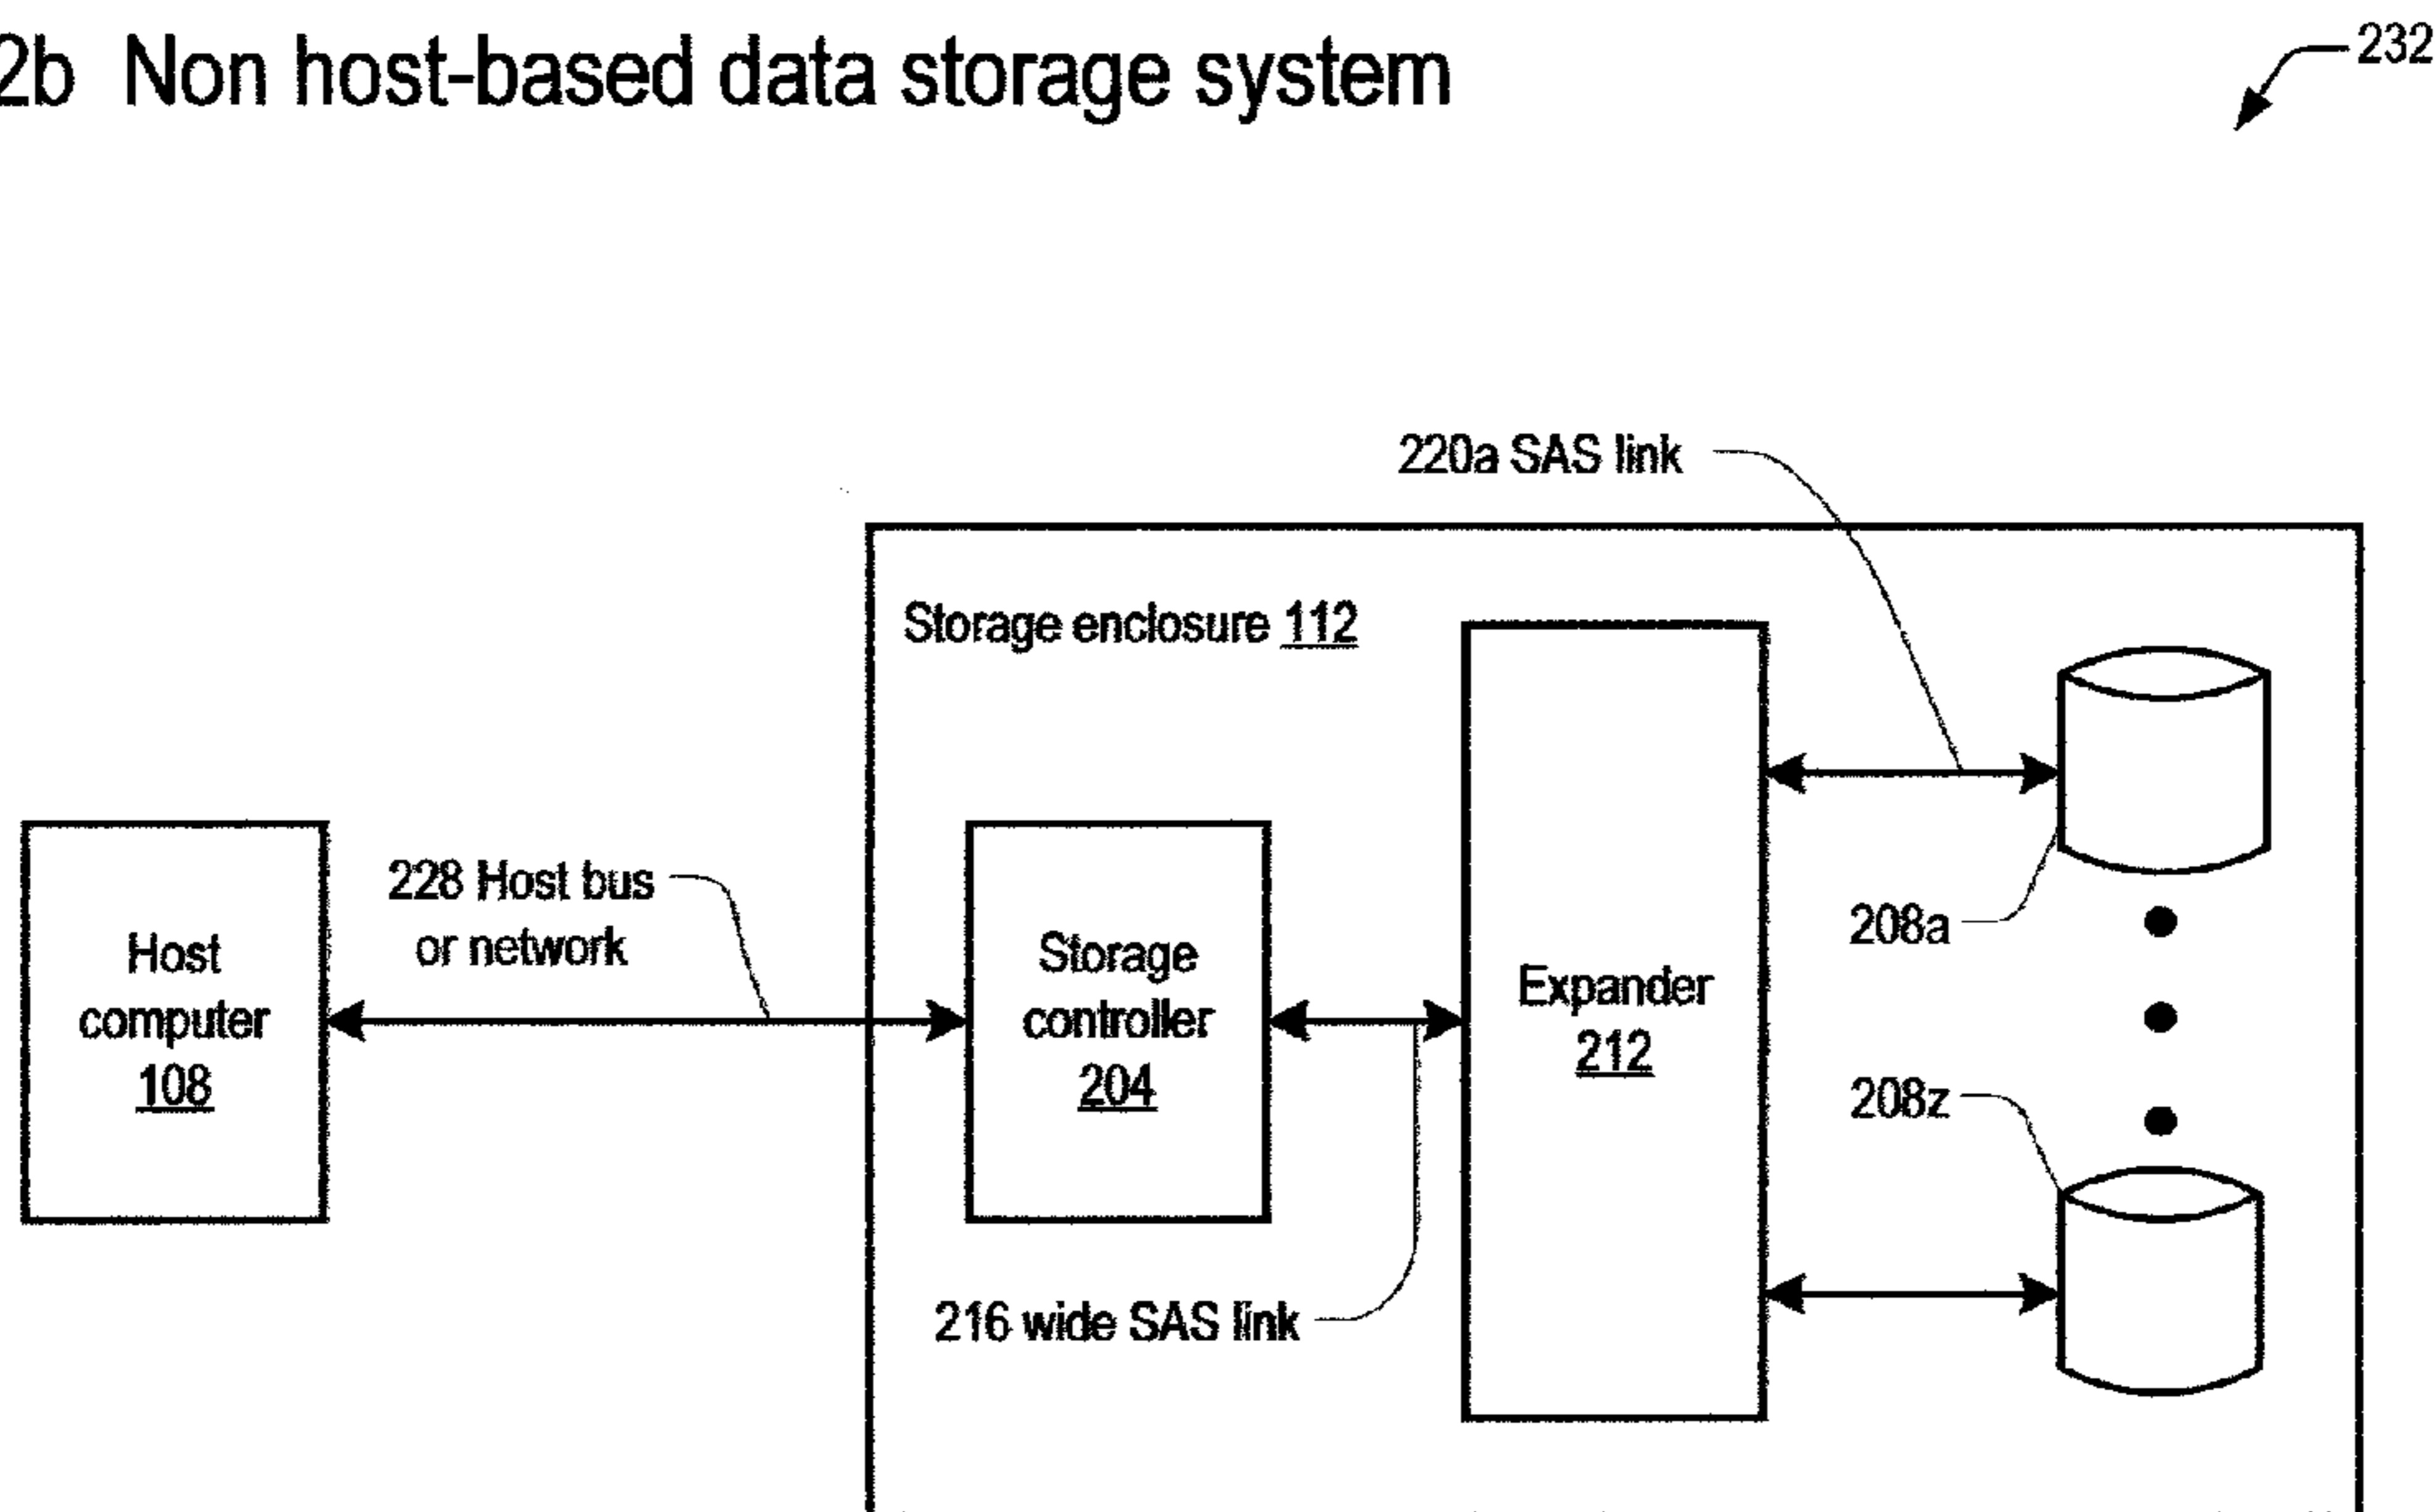 2b Non host-based data storage system
232
220a SAS link
Storage enclosure 112
228 Host bus
or network
Host
computer
108
Storage
controller
204
Expander
212
208a
208z
216 wide SAS link